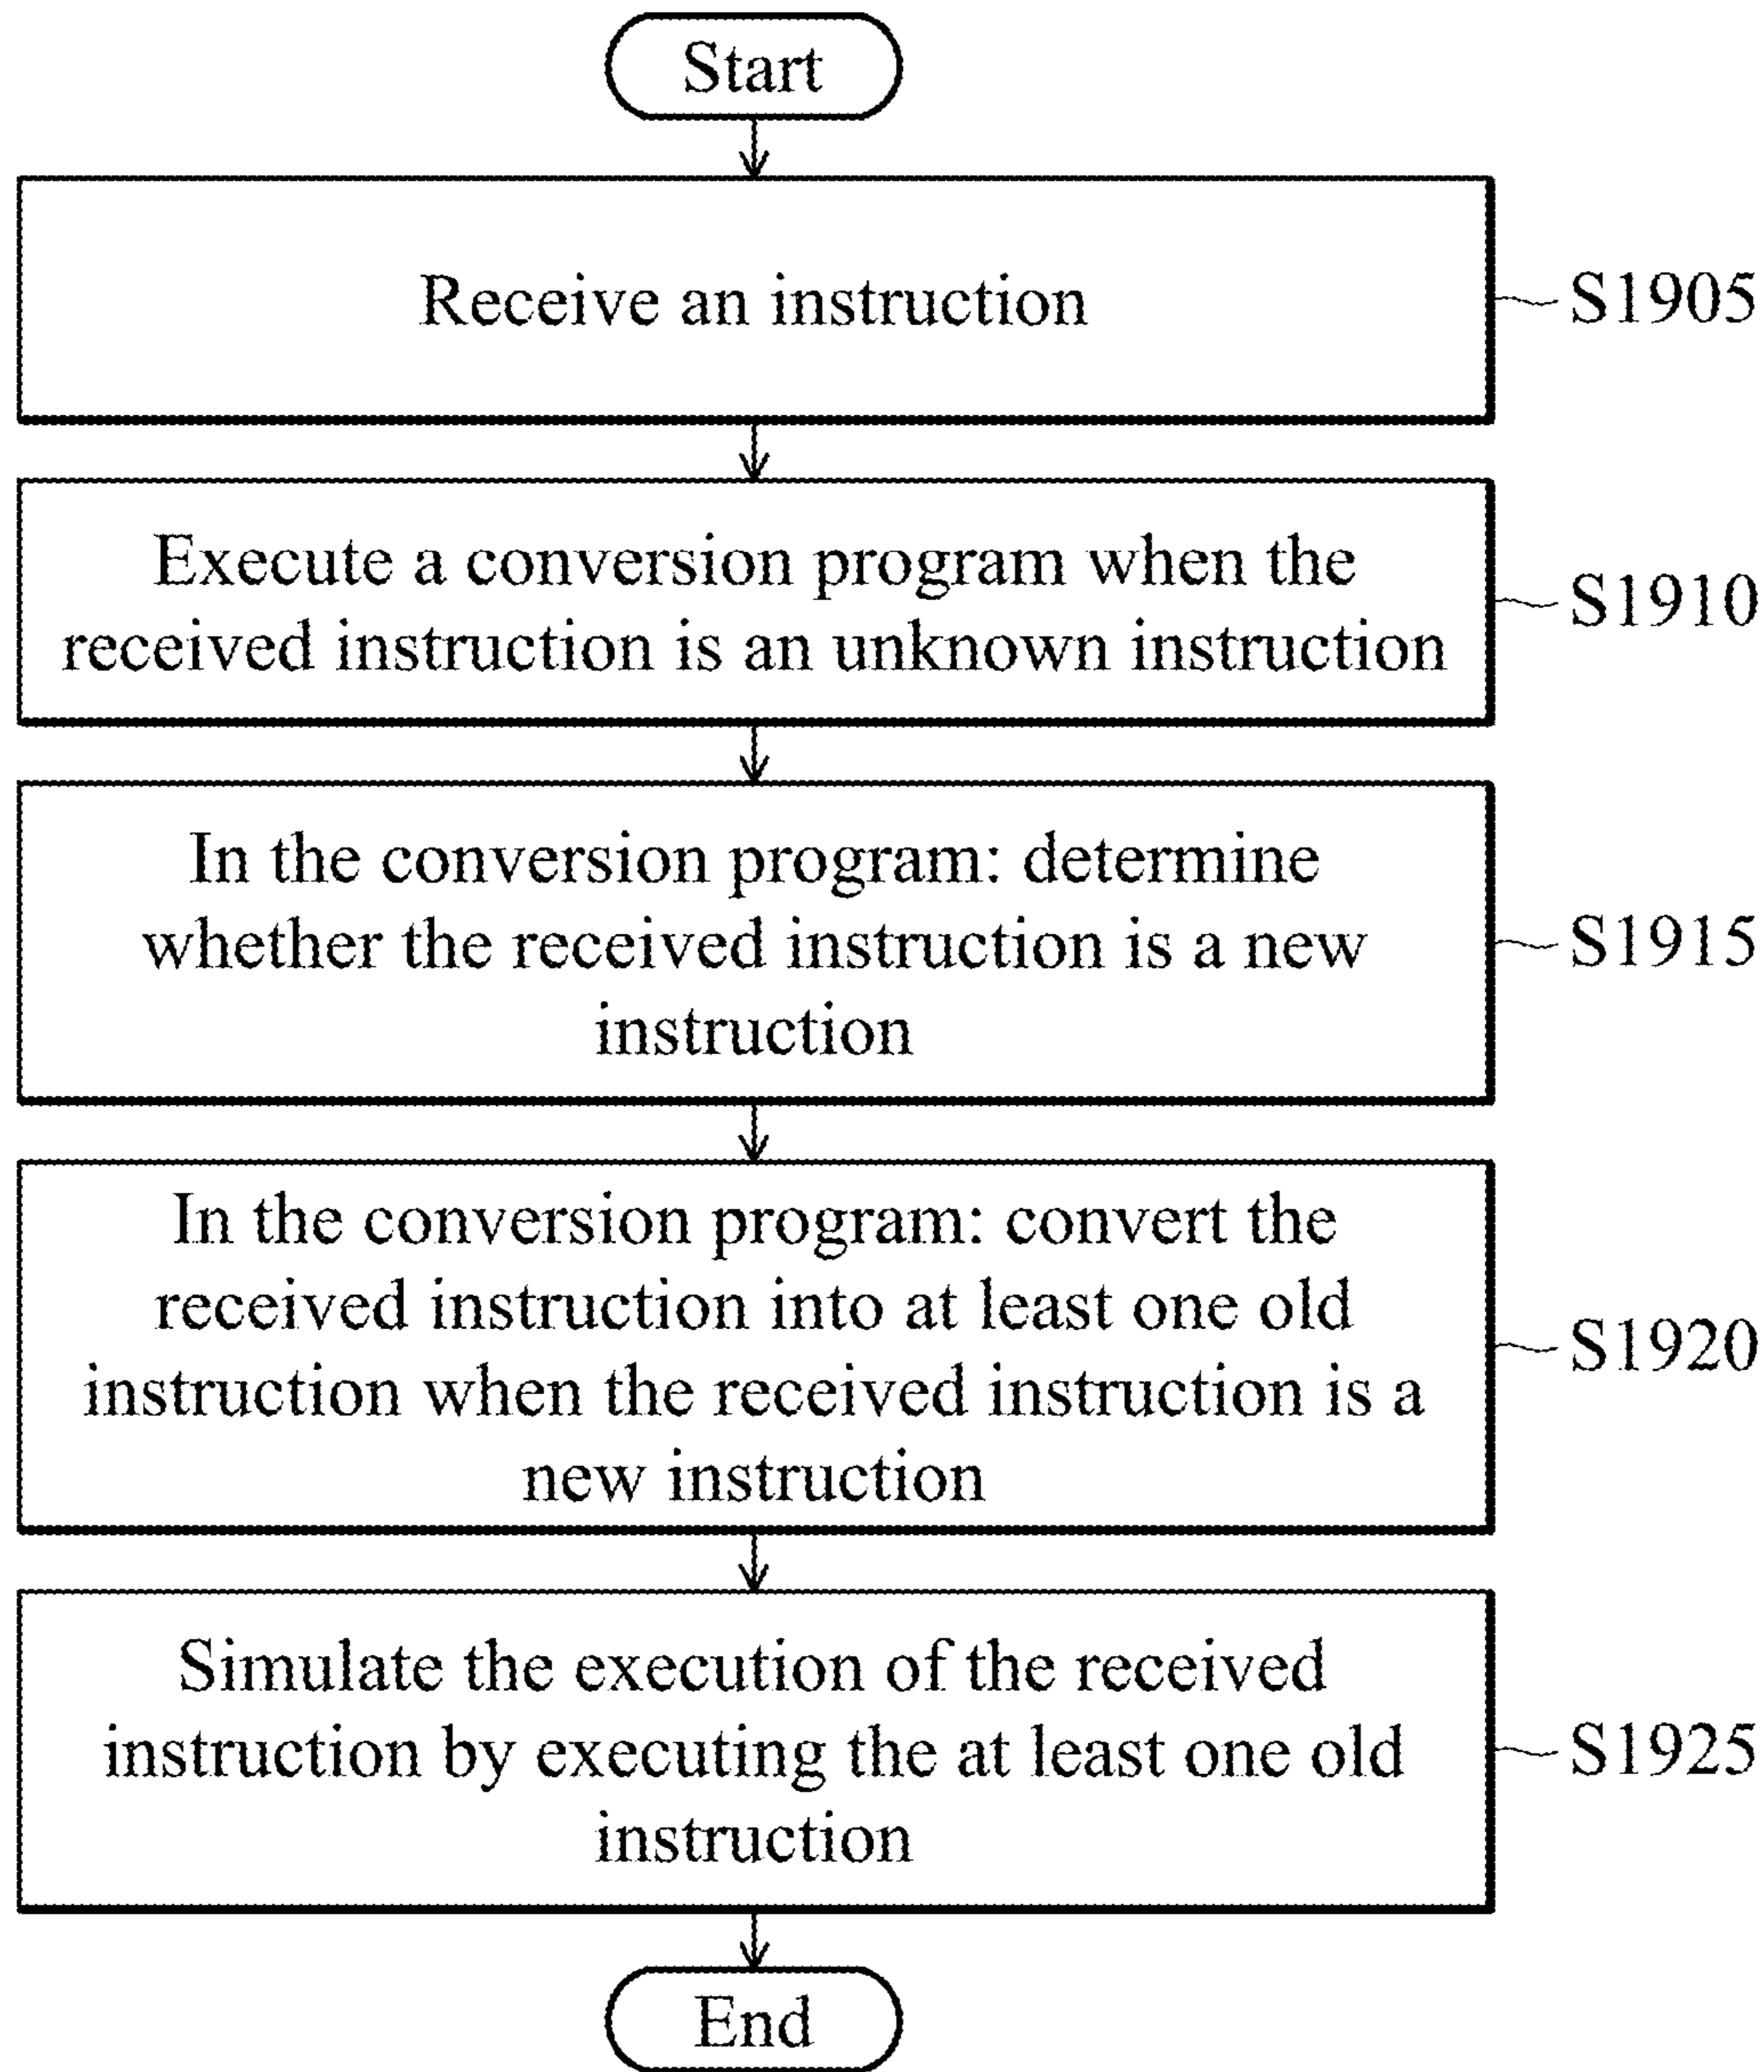 Start
Receive an instruction
S1905
Execute a conversion program when the
received instruction is an unknown instruction
S1910
In the conversion program: determine
whether the received instruction is a new
instruction
S1915
In the conversion program: convert the
received instruction into at least one old
instruction when the received instruction is a
new instruction
S1920
Simulate the execution of the received
instruction by executing the at least one old
instruction
S1925
End